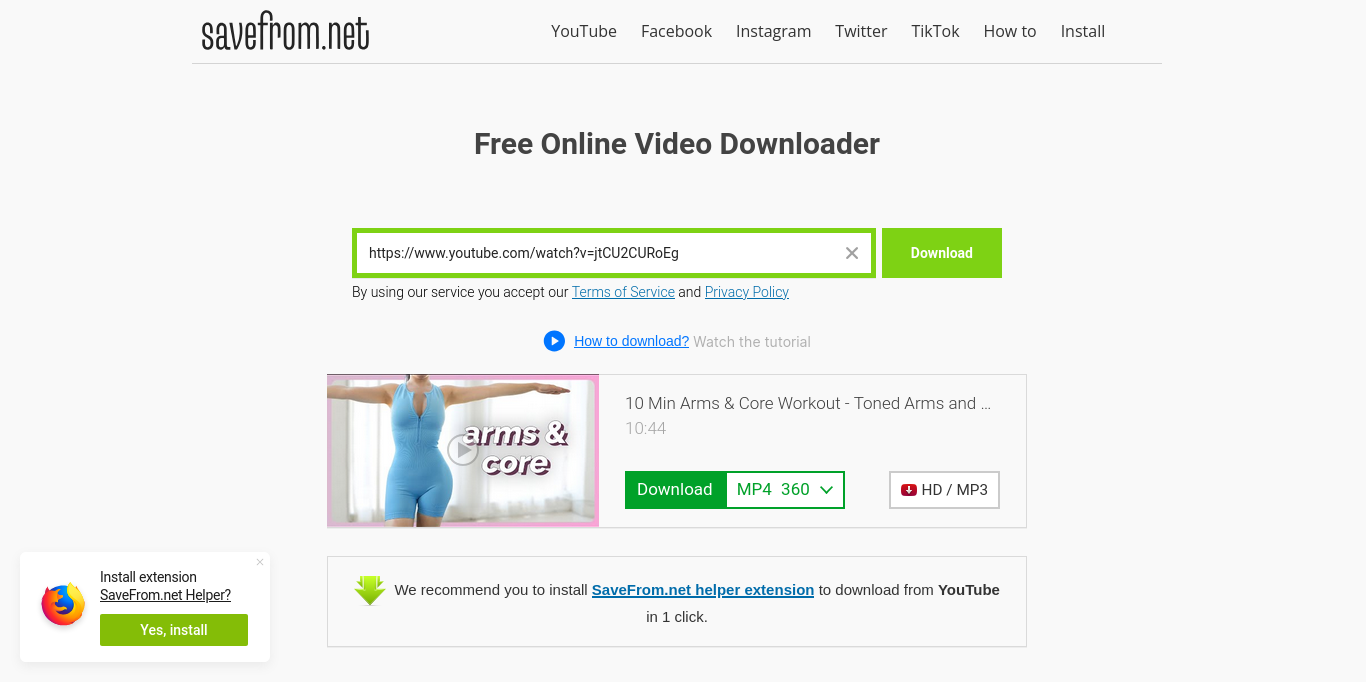 savefrom.net
YouTube Facebook Instagram Twitter TikTok How to Install
Free Online Video Downloader
https://www.youtube.com/watch?v=jtCU2CURoEg
Download
By using our service you accept our Terms of Service and Privacy Policy
How to download? Watch the tutorial
arms &
core
10 Min Arms & Core Workout - Toned Arms and ...
10:44
Download MP4 360
HD / MP3
We recommend you to install SaveFrom.net helper extension to download from YouTube
in 1 click.
Install extension
SaveFrom.net Helper?
Yes, install